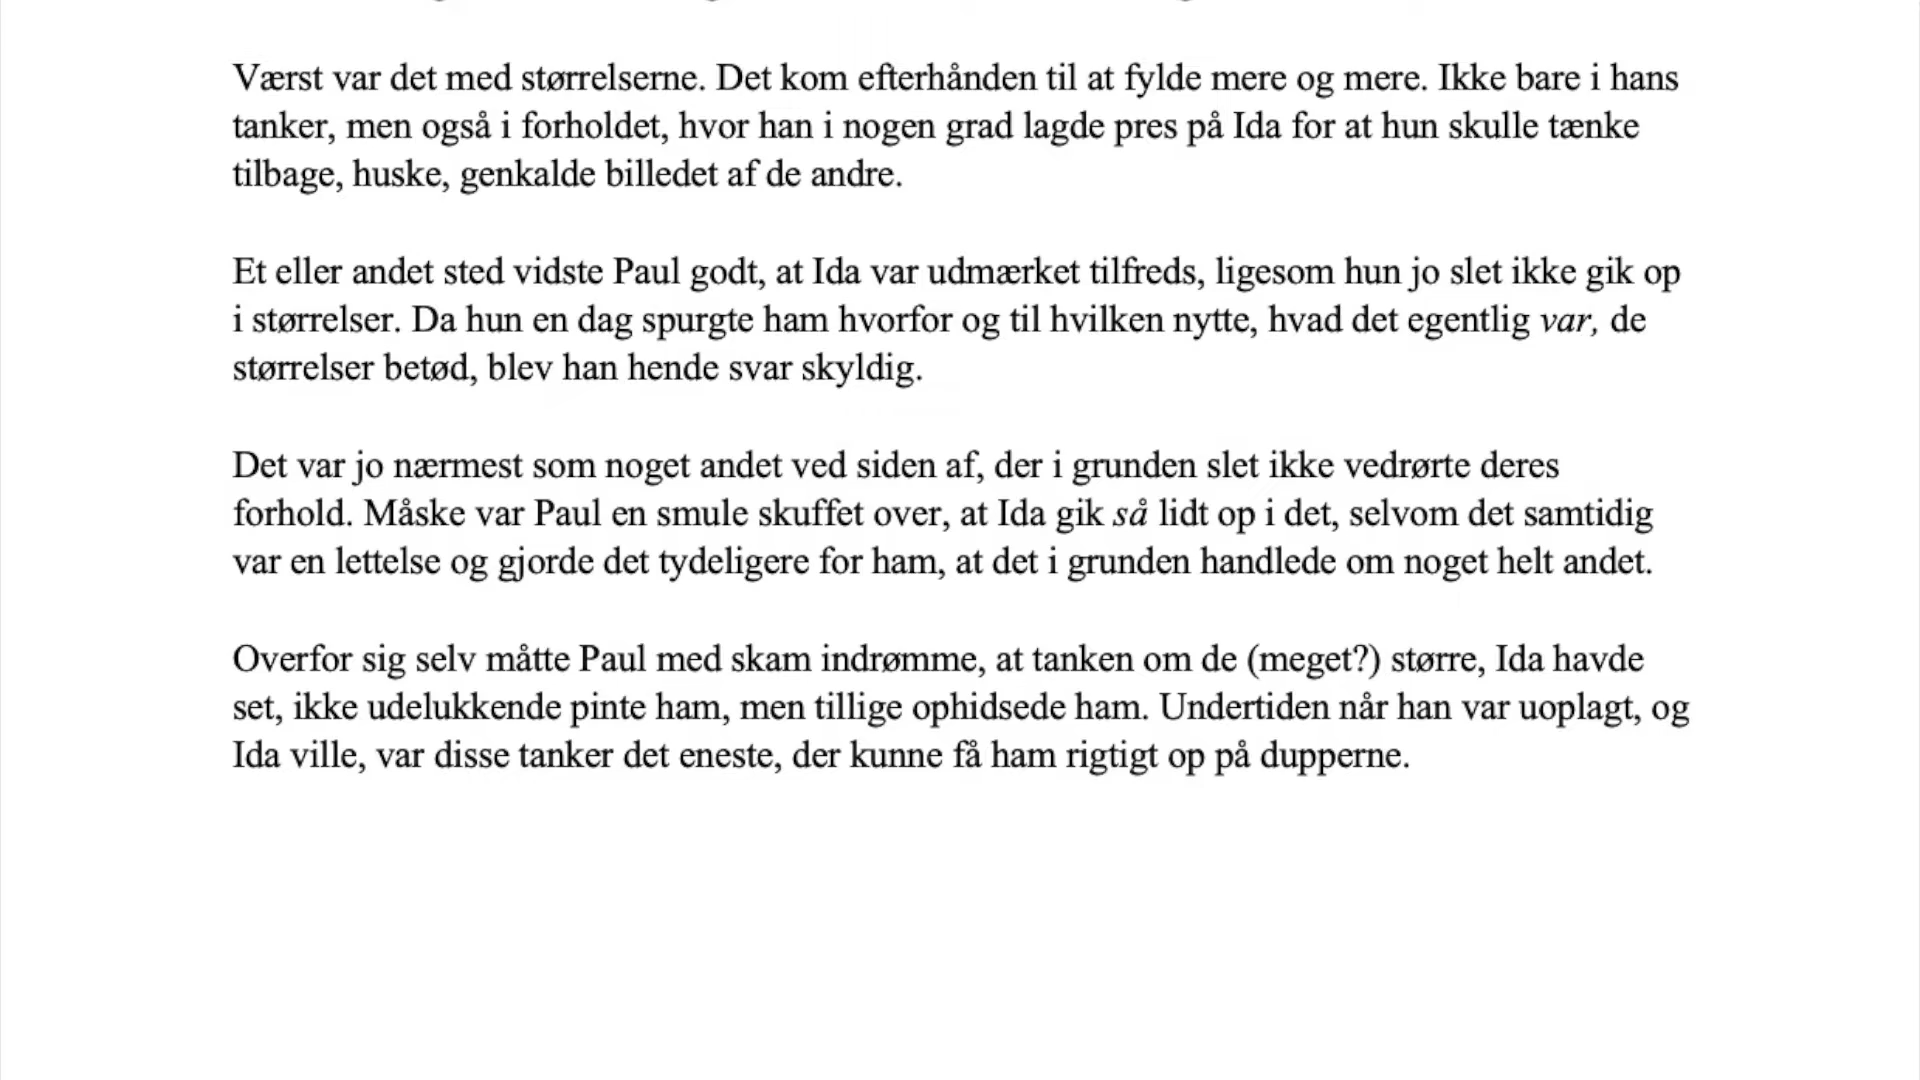 Værst var det med størrelserne. Det kom efterhånden til at fylde mere og mere. Ikke bare i hans
tanker, men også i forholdet, hvor han i nogen grad lagde pres på Ida for at hun skulle tænke
tilbage, huske, genkalde billedet af de andre.
Et eller andet sted vidste Paul godt, at Ida var udmærket tilfreds, ligesom hun jo slet ikke gik op
i størrelser. Da hun en dag spurgte ham hvorfor og til hvilken nytte, hvad det egentlig var, de
størrelser betød, blev han hende svar skyldig.
Det var jo nærmest som noget andet ved siden af, der i grunden slet ikke vedrørte deres
forhold. Måske var Paul en smule skuffet over, at Ida gik så lidt op i det, selvom det samtidig
var en lettelse og gjorde det tydeligere for ham, at det i grunden handlede om noget helt andet.
Overfor sig selv måtte Paul med skam indrømme, at tanken om de (meget?) større, Ida havde
set, ikke udelukkende pinte ham, men tillige ophidsede ham. Undertiden når han var uoplagt, og
Ida ville, var disse tanker det eneste, der kunne få ham rigtigt op på dupperne.